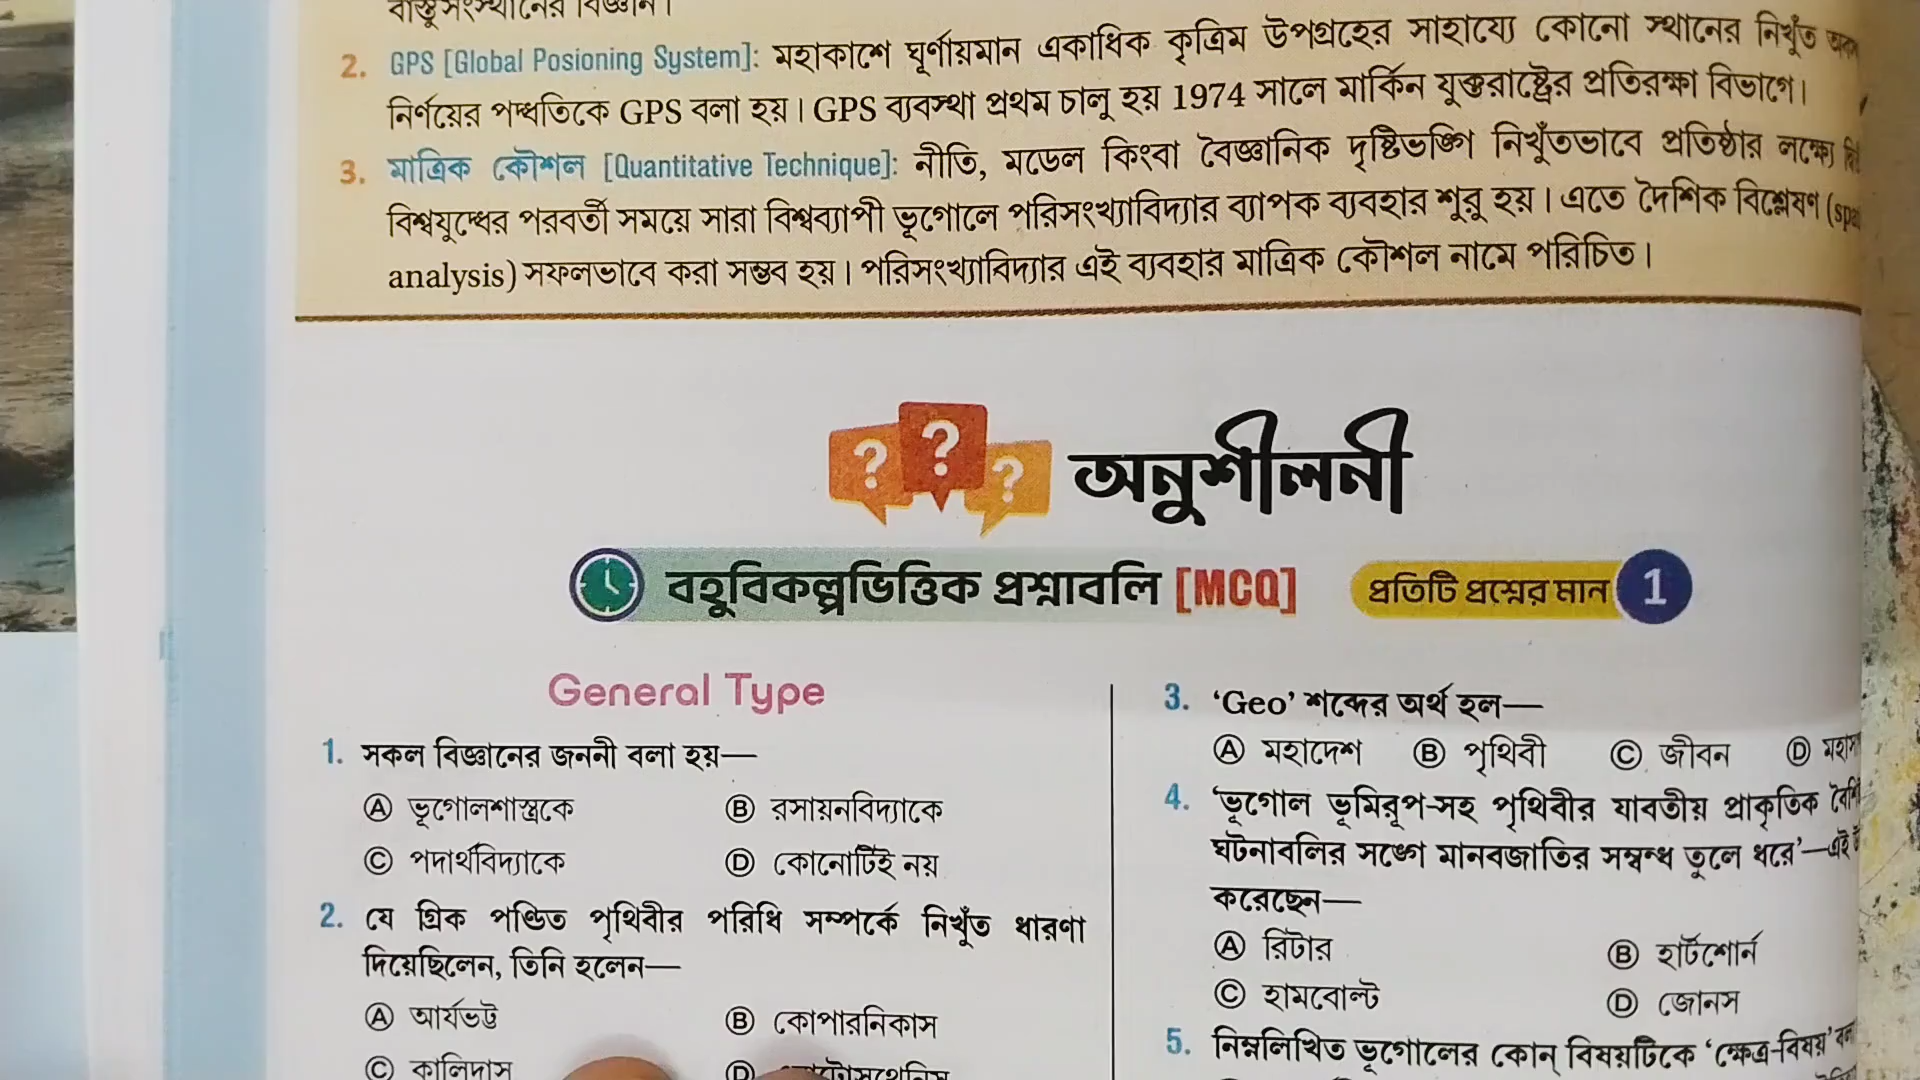 2. GPS [Global Posioning System]: মহাকাশে ঘূর্ণায়মান একাধিক কৃত্রিম উপগ্রহের সাহায্যে কোনো স্থানের নিখুঁত
নির্ণয়ের পদ্ধতিকে GPS বলা হয়। GPS ব্যবস্থা প্রথম চালু হয় 1974 সালে মার্কিন যুক্তরাষ্ট্রের প্রতিরক্ষা বিভাগে।
3. মাত্রিক কৌশল [Quantitative Technique]: নীতি, মডেল কিংবা বৈজ্ঞানিক দৃষ্টিভঙ্গি নিখুঁতভাবে প্রতিষ্ঠার লক্ষ্যে
বিশ্বযুদ্ধের পরবর্তী সময়ে সারা বিশ্বব্যাপী ভূগোলে পরিসংখ্যাবিদ্যার ব্যাপক ব্যবহার শুরু হয়। এতে দৈশিক বিশ্লেষণ
analysis) সফলভাবে করা সম্ভব হয়। পরিসংখ্যাবিদ্যার এই ব্যবহার মাত্রিক কৌশল নামে পরিচিত।
? ? ?
অনুশীলনী
বহুবিকল্পভিত্তিক প্রশ্নাবলি [MCQ] প্রতিটি প্রশ্নের মান 1
General Type
1. সকল বিজ্ঞানের জননী বলা হয়—
Ⓐ ভূগোলশাস্ত্রকে Ⓑ রসায়নবিদ্যাকে
Ⓒ পদার্থবিদ্যাকে Ⓓ কোনোটিই নয়
2. যে গ্রিক পণ্ডিত পৃথিবীর পরিধি সম্পর্কে নিখুঁত ধারণা
দিয়েছিলেন, তিনি হলেন—
Ⓐ আর্যভট্ট Ⓑ কোপারনিকাস
Ⓒ কালিদাস Ⓓ
3. ‘Geo’ শব্দের অর্থ হল—
Ⓐ মহাদেশ Ⓑ পৃথিবী Ⓒ জীবন Ⓓ
4. ‘ভূগোল ভূমিরূপ-সহ পৃথিবীর যাবতীয় প্রাকৃতিক
ঘটনাবলির সঙ্গে মানবজাতির সম্বন্ধ তুলে ধরে’—এই
করেছেন—
Ⓐ রিটার Ⓑ হার্টশোর্ন
Ⓒ হামবোল্ট Ⓓ জোনস
5. নিম্নলিখিত ভূগোলের কোন্ বিষয়টিকে ‘ক্ষেত্র-বিষয়’